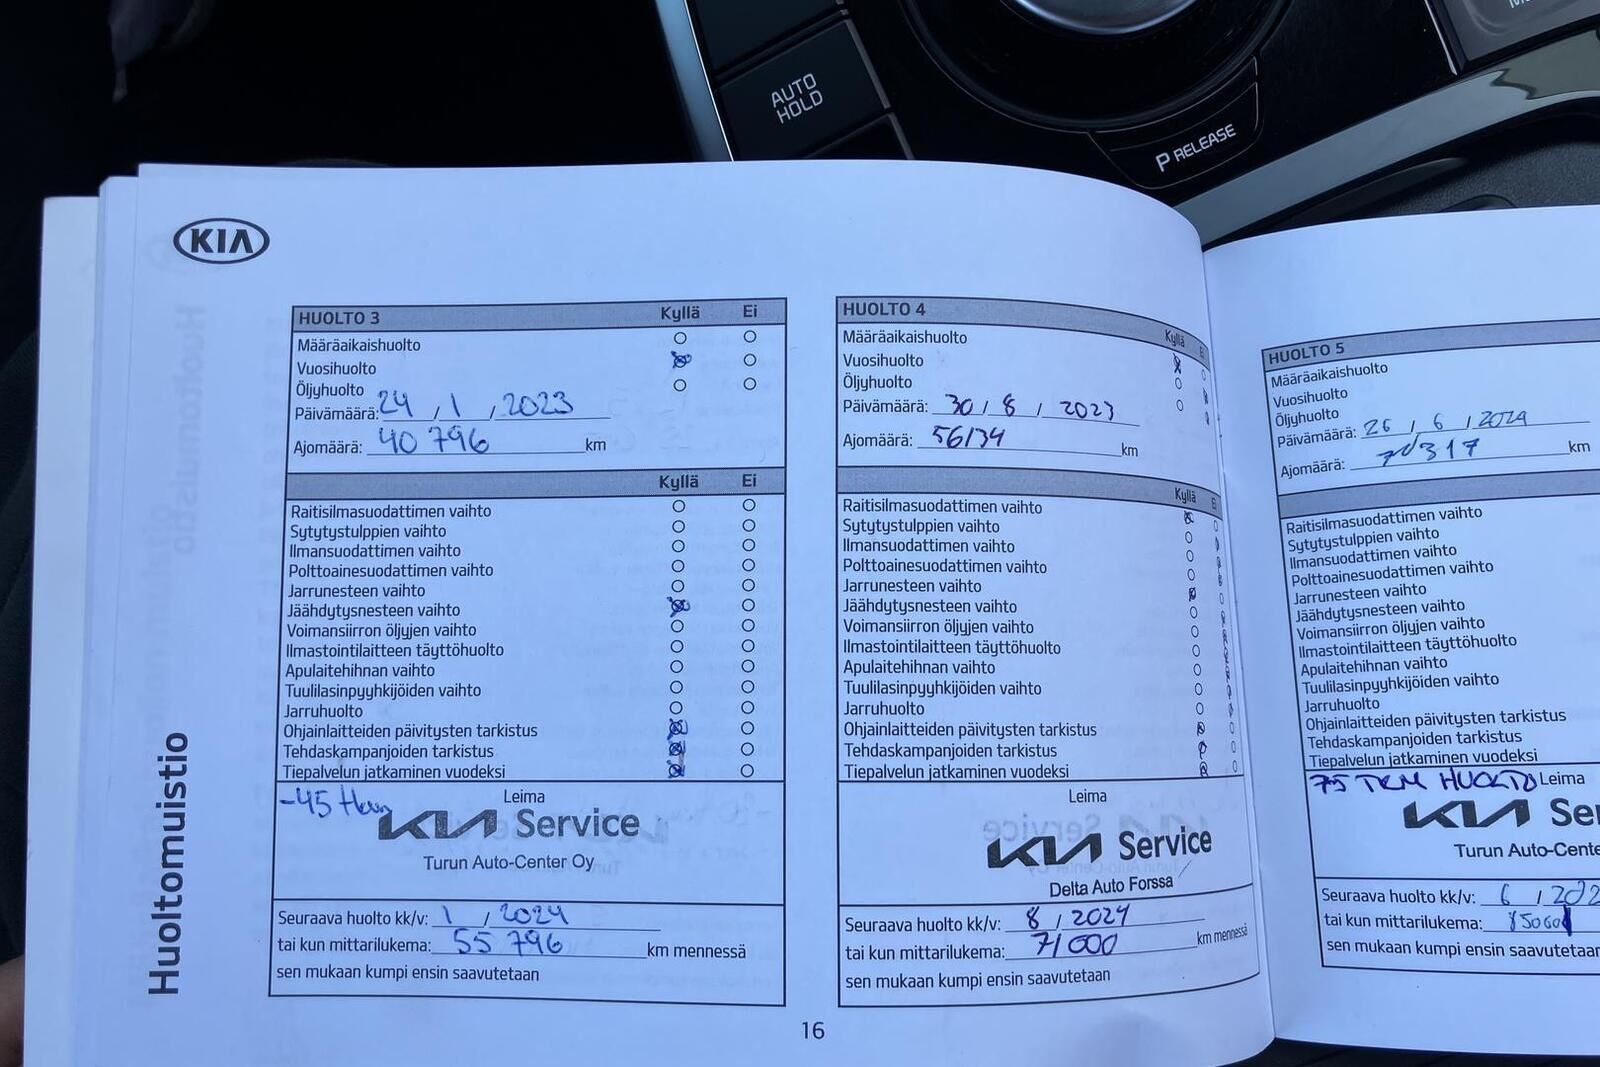 AUTO
HOLD
P RELEASE
KIA
Huoltomuistio
HUOLTO 3 Kyllä Ei
Määräaikaishuolto
Vuosihuolto
Öljyhuolto
Päivämäärä: 24 / 1 / 2023
Ajomäärä: 40 796 km
Kyllä Ei
Raitisilmasuodattimen vaihto
Sytytystulppien vaihto
Ilmansuodattimen vaihto
Polttoainesuodattimen vaihto
Jarrunesteen vaihto
Jäähdytysnesteen vaihto
Voimansiirron öljyjen vaihto
Ilmastointilaitteen täyttöhuolto
Apulaitehihnan vaihto
Tuulilasinpyyhkijöiden vaihto
Jarruhuolto
Ohjainlaitteiden päivitysten tarkistus
Tehdaskampanjoiden tarkistus
Tiepalvelun jatkaminen vuodeksi
Leima
KIA Service
Turun Auto-Center Oy
Seuraava huolto kk/v: 1 / 2024
tai kun mittarilukema: 55 796 km mennessä
sen mukaan kumpi ensin saavutetaan
HUOLTO 4 Kyllä
Määräaikaishuolto
Vuosihuolto
Öljyhuolto
Päivämäärä: 30 / 8 / 2023
Ajomäärä: 56134 km
Kyllä
Raitisilmasuodattimen vaihto
Sytytystulppien vaihto
Ilmansuodattimen vaihto
Polttoainesuodattimen vaihto
Jarrunesteen vaihto
Jäähdytysnesteen vaihto
Voimansiirron öljyjen vaihto
Ilmastointilaitteen täyttöhuolto
Apulaitehihnan vaihto
Tuulilasinpyyhkijöiden vaihto
Jarruhuolto
Ohjainlaitteiden päivitysten tarkistus
Tehdaskampanjoiden tarkistus
Tiepalvelun jatkaminen vuodeksi
Leima
KIA Service
Delta Auto Forssa
Seuraava huolto kk/v: 8 / 2024
tai kun mittarilukema: 71000 km mennessä
sen mukaan kumpi ensin saavutetaan
16
HUOLTO 5
Määräaikaishuolto
Vuosihuolto
Öljyhuolto
Päivämäärä: 26 / 6 / 2024
Ajomäärä: km
Raitisilmasuodattimen vaihto
Sytytystulppien vaihto
Ilmansuodattimen vaihto
Polttoainesuodattimen vaihto
Jarrunesteen vaihto
Jäähdytysnesteen vaihto
Voimansiirron öljyjen vaihto
Ilmastointilaitteen täyttöhuolto
Apulaitehihnan vaihto
Tuulilasinpyyhkijöiden vaihto
Jarruhuolto
Ohjainlaitteiden päivitysten tarkistus
Tehdaskampanjoiden tarkistus
Tiepalvelun jatkaminen vuodeksi
75 TKM HUOLTO Leima
KIA Ser
Turun Auto-Cente
Seuraava huolto kk/v: 6 / 202
tai kun mittarilukema:
sen mukaan kumpi ensin saavutetaan